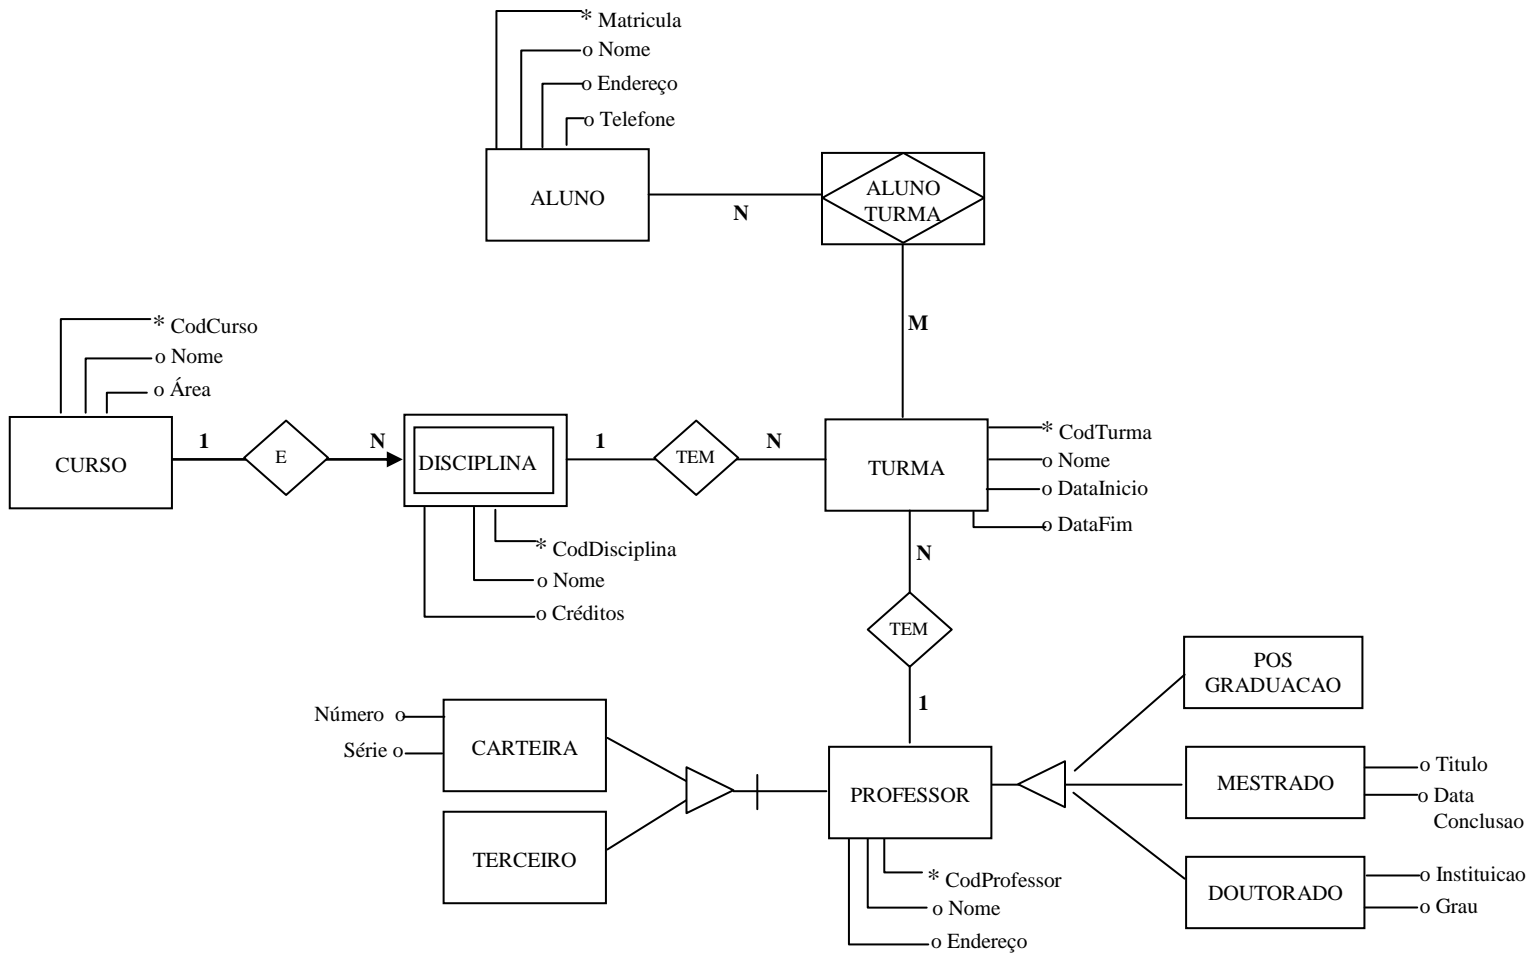 * Matricula
o Nome
o Endereço
o Telefone
ALUNO
N
ALUNO
TURMA
M
* CodCurso
o Nome
o Área
CURSO
1
E
N
DISCIPLINA
1
TEM
N
TURMA
* CodTurma
o Nome
o DataInicio
o DataFim
* CodDisciplina
o Nome
o Créditos
N
TEM
1
POS
GRADUACAO
Número o
Série o
CARTEIRA
PROFESSOR
MESTRADO
o Titulo
o Data
Conclusao
TERCEIRO
* CodProfessor
o Nome
o Endereço
DOUTORADO
o Instituicao
o Grau